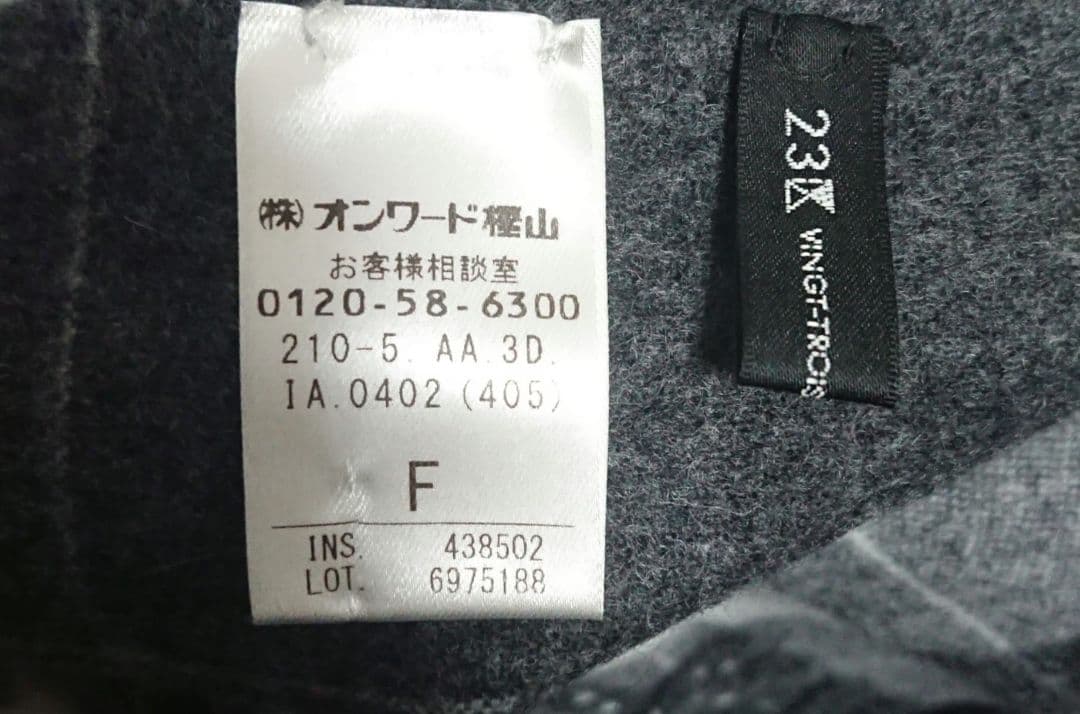 (株)オンワード樫山
お客様相談室
0120-58-6300
210-5. AA.3D.
IA.0402 (405)
F
INS. 438502
LOT. 6975188
23区 VINGT-TROIS